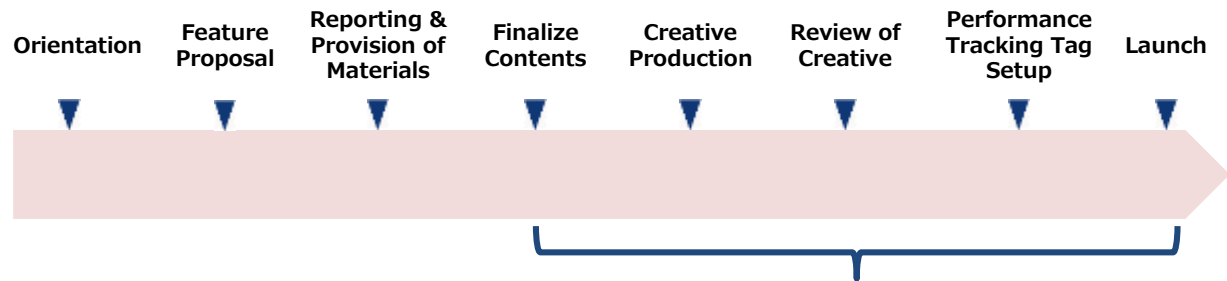 Orientation
Feature
Proposal
Reporting &
Provision of
Materials
Finalize
Contents
Creative
Production
Review of
Creative
Performance
Tracking Tag
Setup
Launch